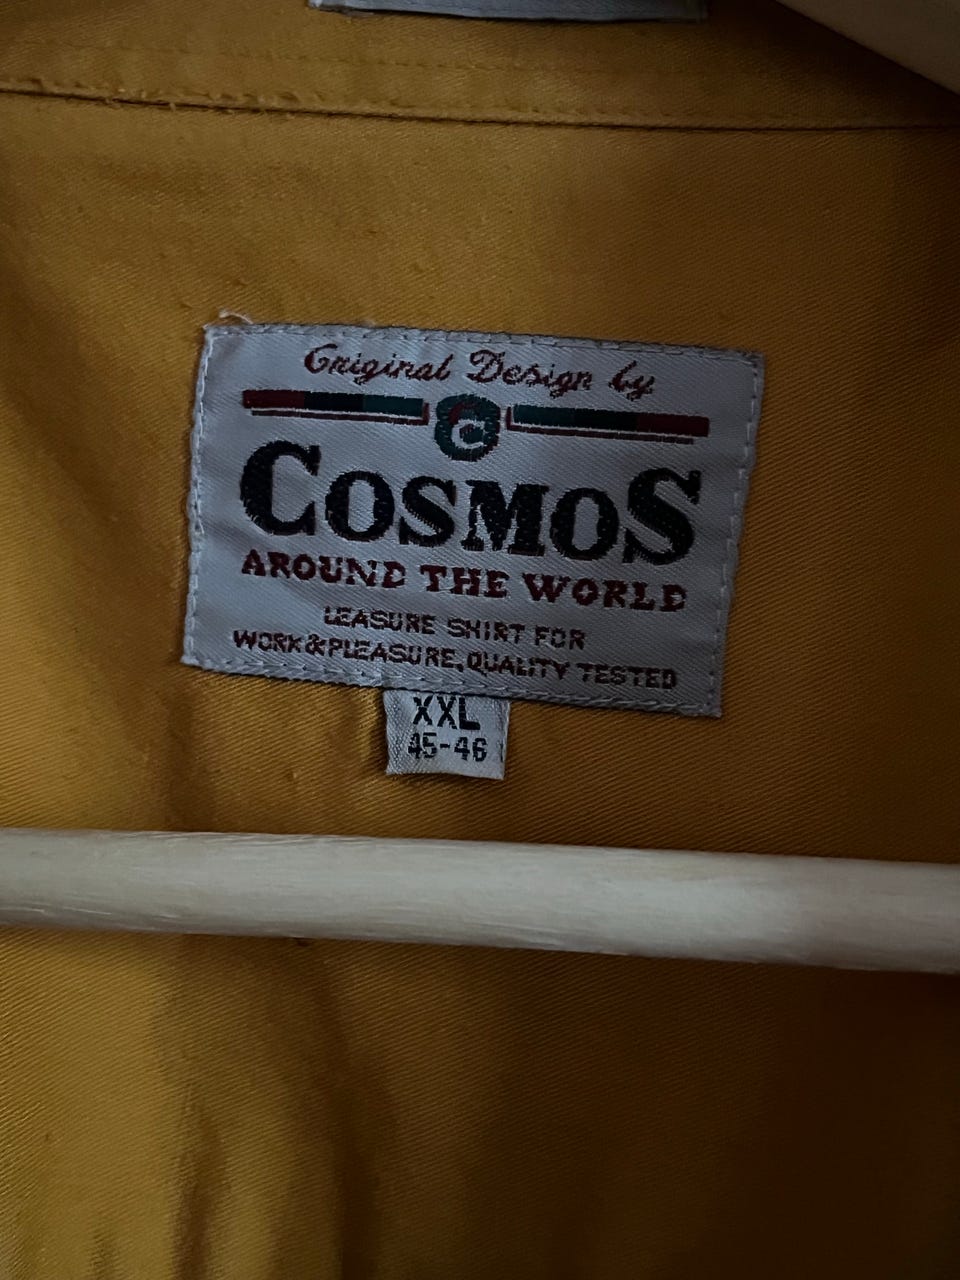 Original Design by
COSMOS
AROUND THE WORLD
LEASURE SHIRT FOR
WORK&PLEASURE, QUALITY TESTED
XXL
45-46